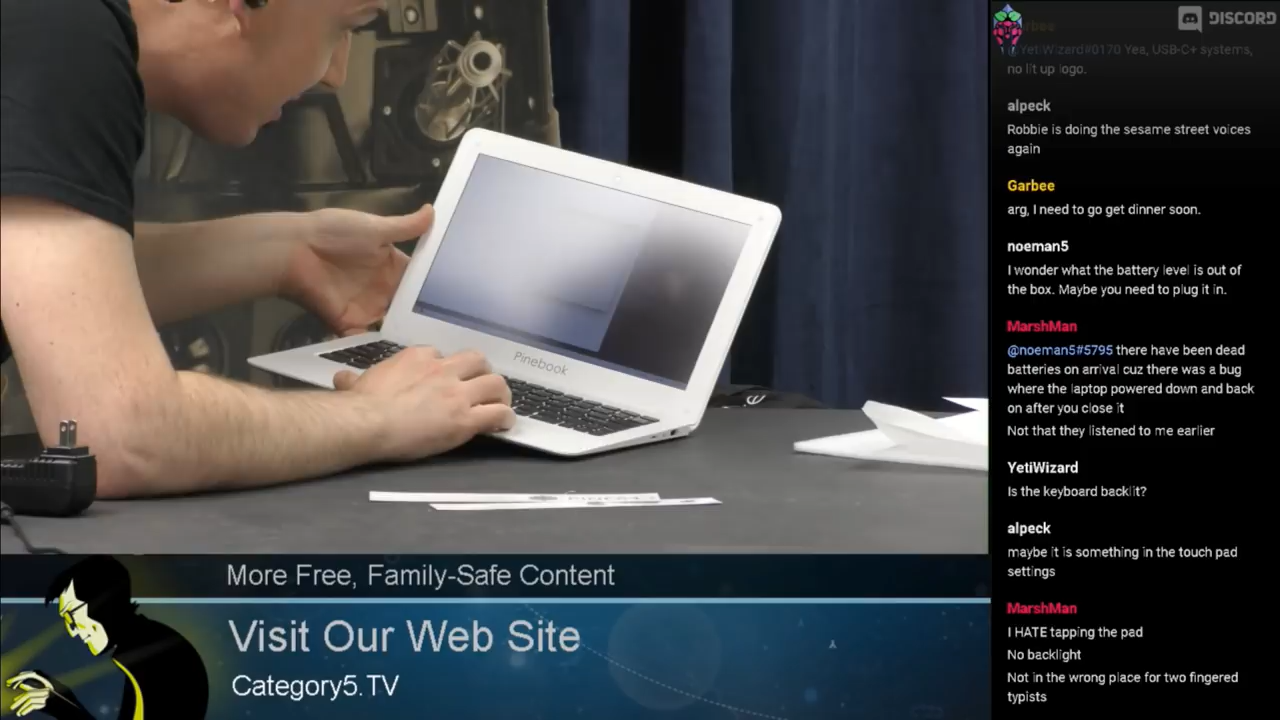 Pinebook
More Free, Family-Safe Content
Visit Our Web Site
Category5.TV
DISCORD
Yea, USB-C+ systems,
no lit up logo.
alpeck
Robbie is doing the sesame street voices
again
Garbee
arg, I need to go get dinner soon.
noeman5
I wonder what the battery level is out of
the box. Maybe you need to plug it in.
MarshMan
@noeman5#5795 there have been dead
batteries on arrival cuz there was a bug
where the laptop powered down and back
on after you close it
Not that they listened to me earlier
YetiWizard
Is the keyboard backlit?
alpeck
maybe it is something in the touch pad
settings
MarshMan
I HATE tapping the pad
No backlight
Not in the wrong place for two fingered
typists